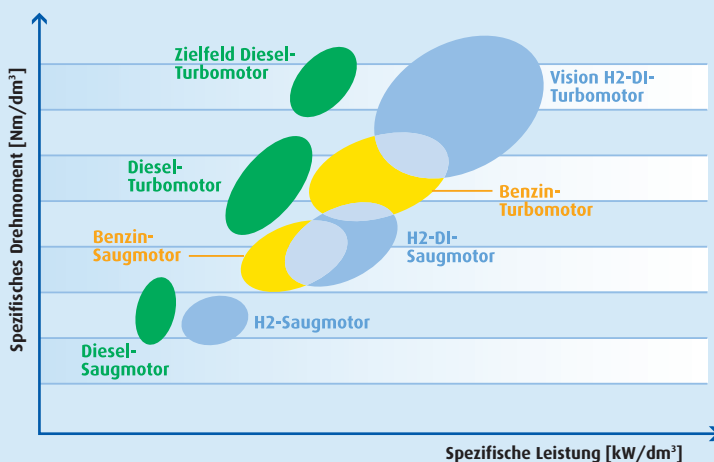 Zielfeld Diesel-
Turbomotor
Vision H2-DI-
Turbomotor
Diesel-
Turbomotor
Benzin-
Turbomotor
Benzin-
Saugmotor
H2-DI-
Saugmotor
H2-Saugmotor
Diesel-
Saugmotor
Spezifisches Drehmoment [Nm/dm³]
Spezifische Leistung [kW/dm³]